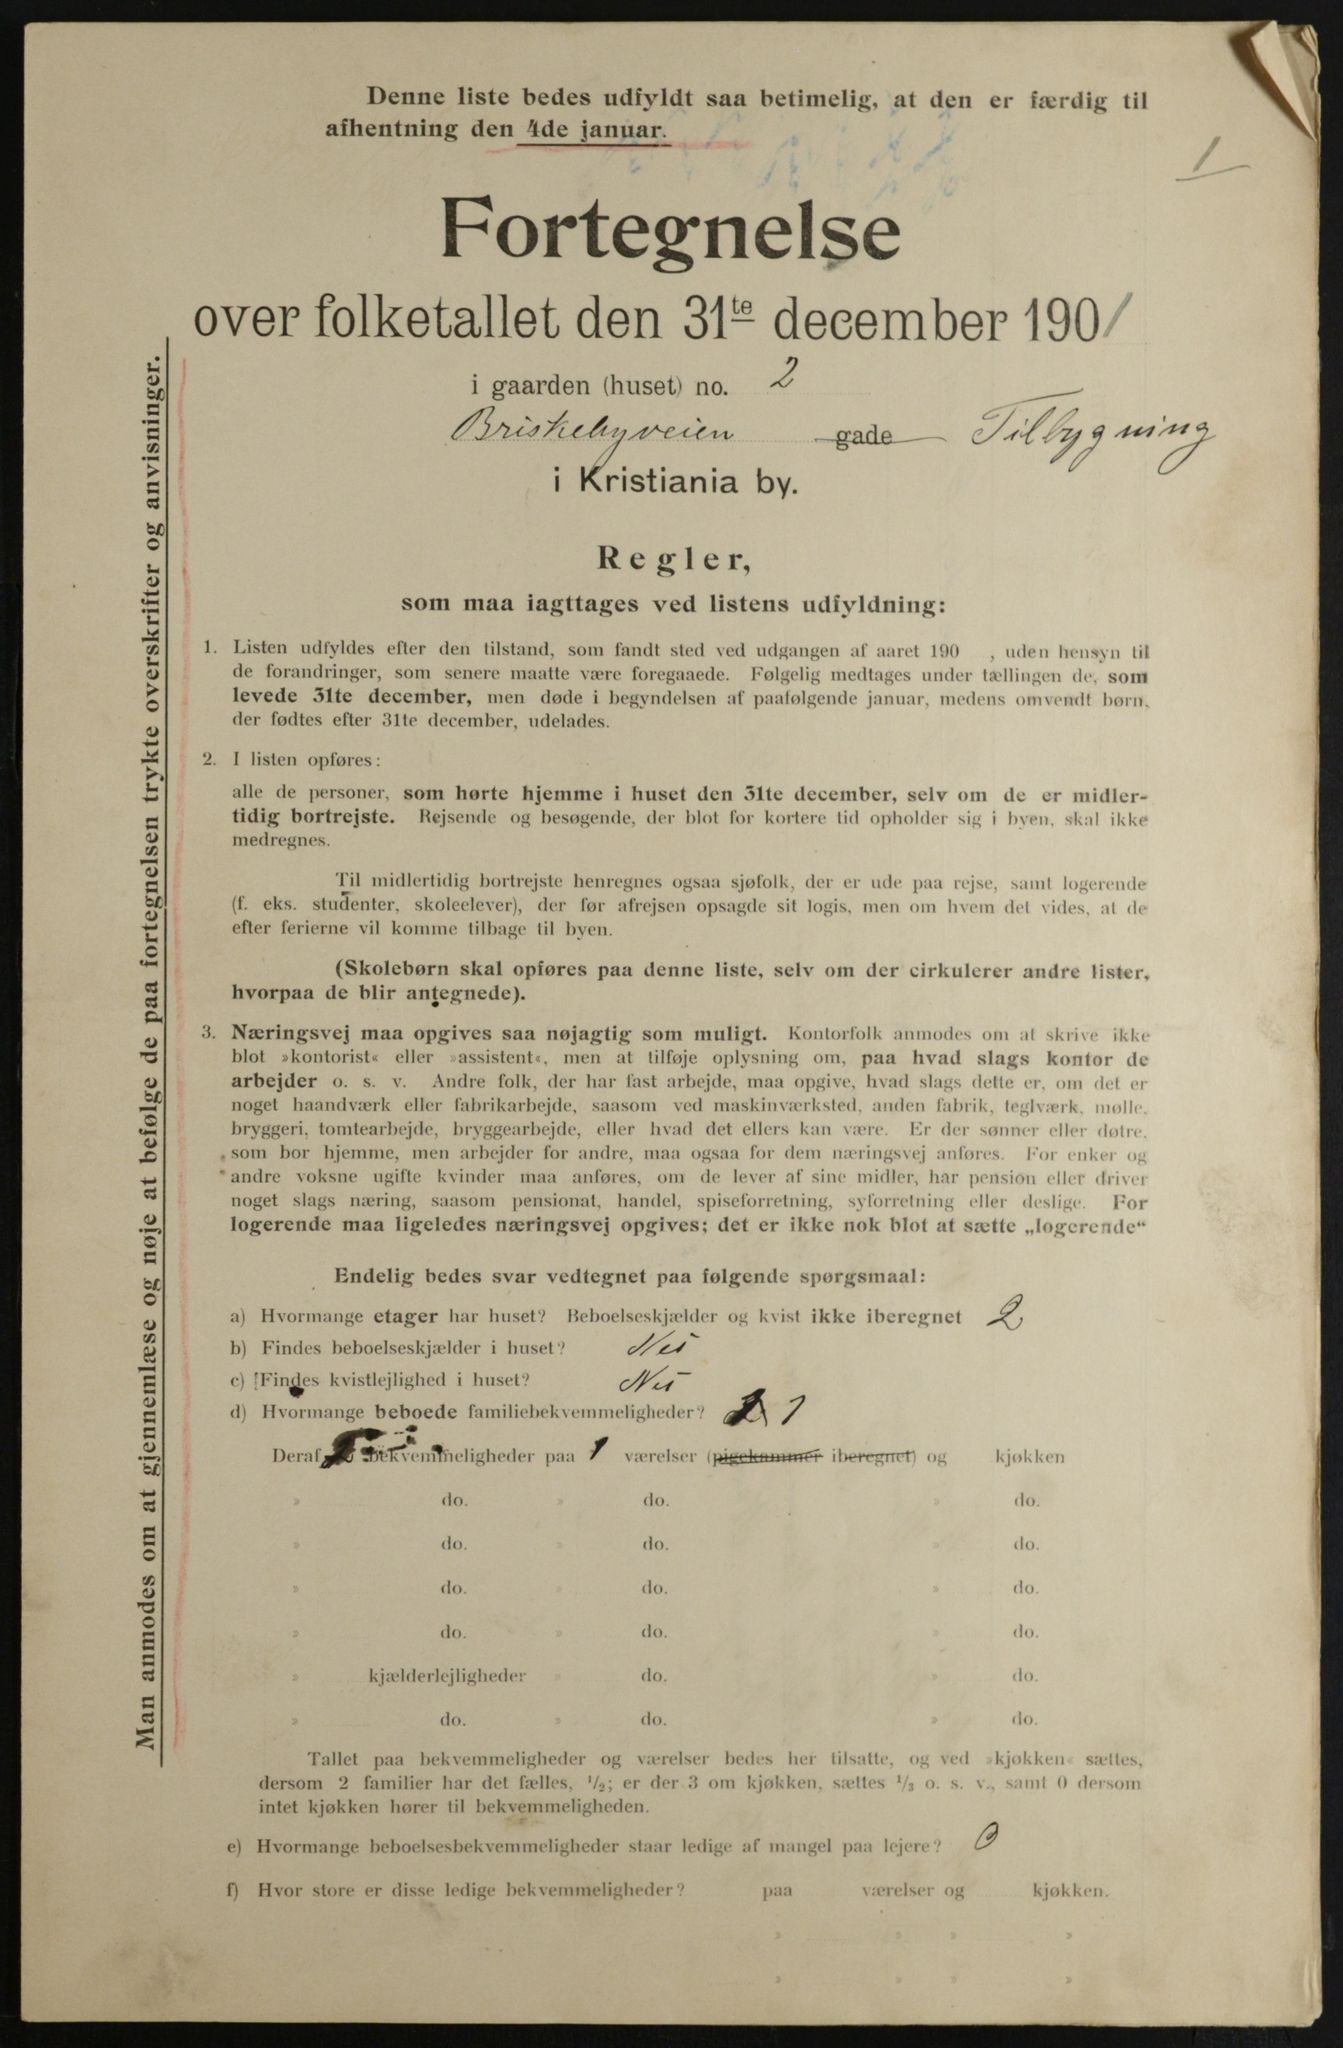 Denne liste bedes udfyldt saa betimelig, at den er færdig til
afhentning den 4de januar.
1
Fortegnelse
over folketallet den 31te december 1901
i gaarden (huset) no. 2
Briskebyveien gade Tilbygning
i Kristiania by.
Regler,
som maa iagttages ved listens udfyldning:
1. Listen udfyldes efter den tilstand, som fandt sted ved udgangen af aaret 190 , uden hensyn til
de forandringer, som senere maatte være foregaaede. Følgelig medtages under tællingen de, som
levede 31te december, men døde i begyndelsen af paafølgende januar, medens omvendt børn,
der fødtes efter 31te december, udelades.
2. I listen opføres:
alle de personer, som hørte hjemme i huset den 31te december, selv om de er midler-
tidig bortrejste. Rejsende og besøgende, der blot for kortere tid opholder sig i byen, skal ikke
medregnes.
Til midlertidig bortrejste henregnes ogsaa sjøfolk, der er ude paa rejse, samt logerende
(f. eks. studenter, skoleelever), der før afrejsen opsagde sit logis, men om hvem det vides, at de
efter ferierne vil komme tilbage til byen.
(Skolebørn skal opføres paa denne liste, selv om der cirkulerer andre lister,
hvorpaa de blir antegnede).
3. Næringsvej maa opgives saa nøjagtig som muligt. Kontorfolk anmodes om at skrive ikke
blot »kontorist« eller »assistent«, men at tilføje oplysning om, paa hvad slags kontor de
arbejder o. s. v. Andre folk, der har fast arbejde, maa opgive, hvad slags dette er, om det er
noget haandværk eller fabrikarbejde, saasom ved maskinværksted, anden fabrik, teglværk, mølle,
bryggeri, tomtearbejde, bryggearbejde, eller hvad det ellers kan være. Er der sønner eller døtre,
som bor hjemme, men arbejder for andre, maa ogsaa for dem næringsvej anføres. For enker og
andre voksne ugifte kvinder maa anføres, om de lever af sine midler, har pension eller driver
noget slags næring, saasom pensionat, handel, spiseforretning, syforretning eller deslige. For
logerende maa ligeledes næringsvej opgives; det er ikke nok blot at sætte „logerende“
Endelig bedes svar vedtegnet paa følgende spørgsmaal:
a) Hvormange etager har huset? Beboelseskjælder og kvist ikke iberegnet 2
b) Findes beboelseskjælder i huset? Nei
c) Findes kvistlejlighed i huset? Nei
d) Hvormange beboede familiebekvemmeligheder? 1
Deraf bekvemmeligheder paa 1 værelser (pigekammer iberegnet) og kjøkken
» do. » do. » do.
» do. » do. » do.
» do. » do. » do.
» do. » do. » do.
» kjælderlejligheder » do. » do.
» do. » do. » do.
Tallet paa bekvemmeligheder og værelser bedes her tilsatte, og ved »kjøkken« sættes,
dersom 2 familier har det fælles, 1/2; er der 3 om kjøkken, sættes 1/3 o. s. v., samt 0 dersom
intet kjøkken hører til bekvemmeligheden.
e) Hvormange beboelsesbekvemmeligheder staar ledige af mangel paa lejere? 0
f) Hvor store er disse ledige bekvemmeligheder? paa værelser og kjøkken.
» » » »
» » » »
Man anmodes om at gjennemlæse og nøje at befølge de paa fortegnelsen trykte overskrifter og anvisninger.